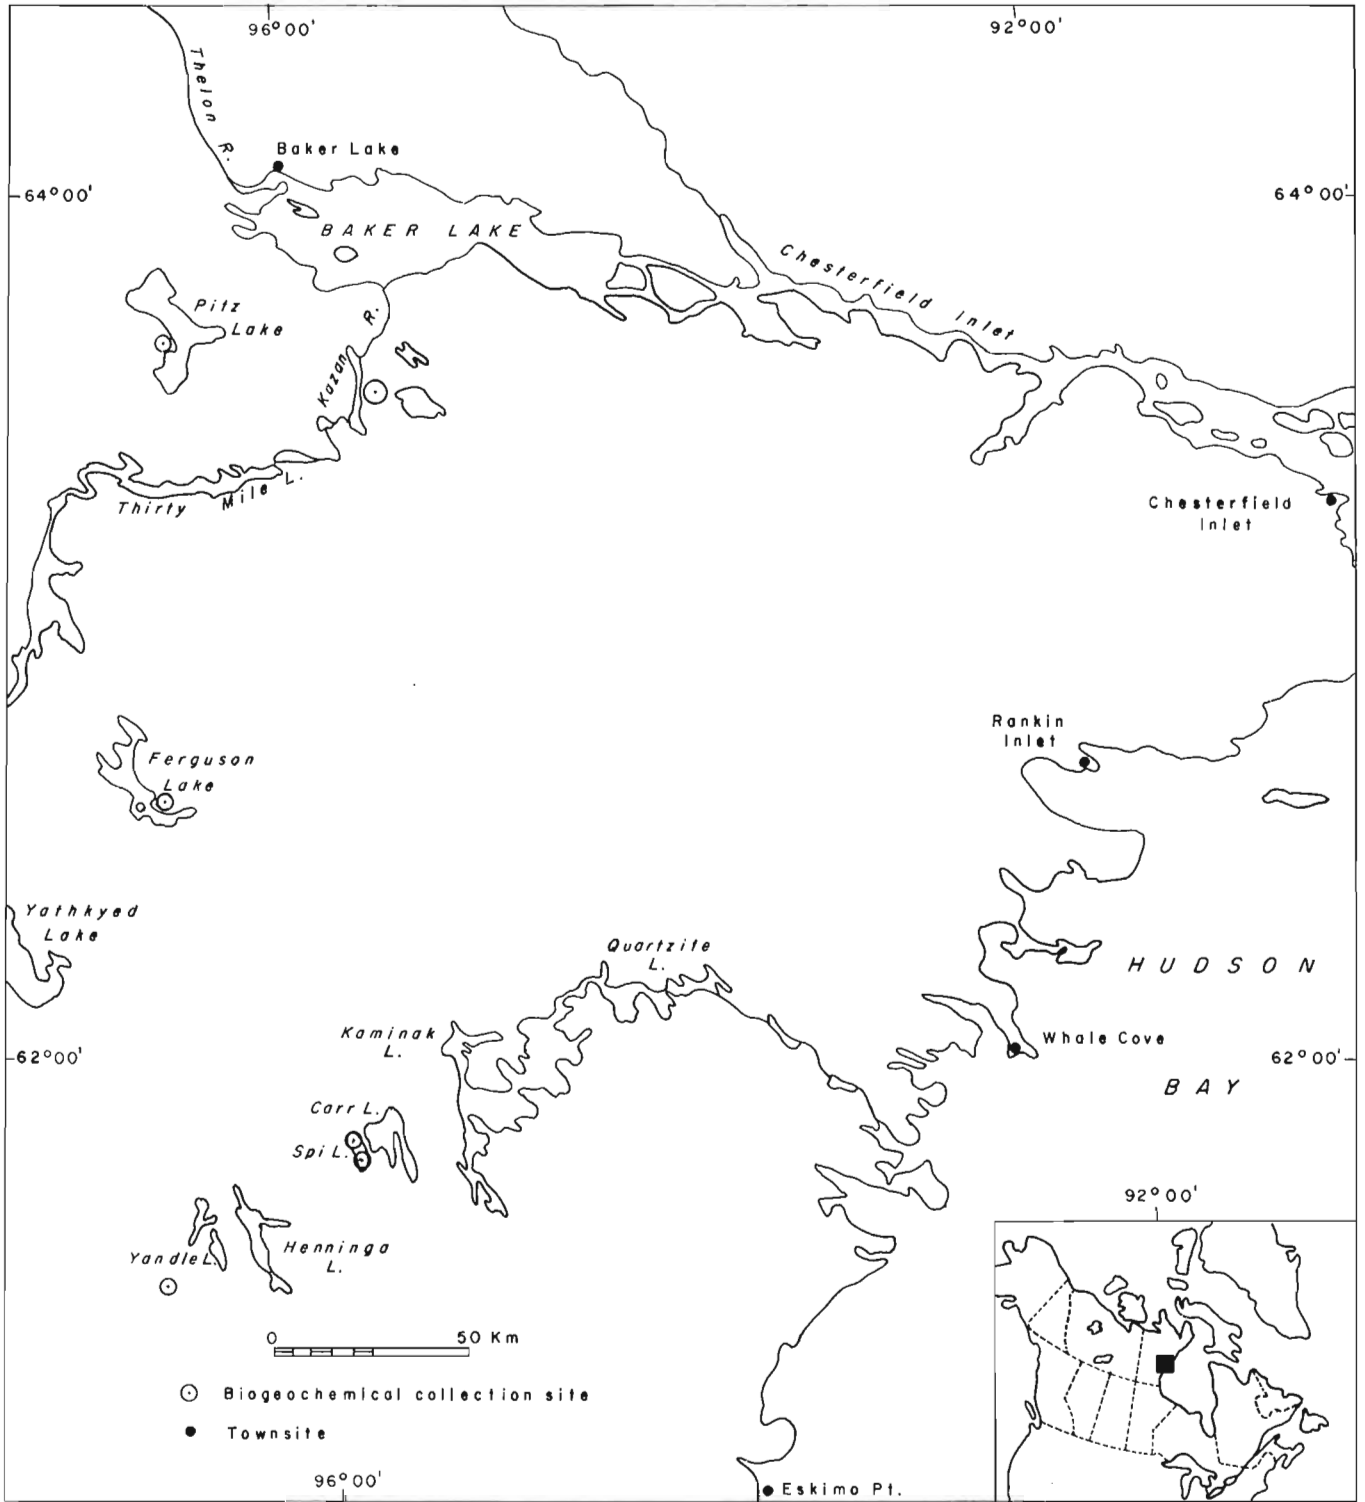 96°00'
92°00'
Thelon R.
Baker Lake
64°00'
64°00'
BAKER LAKE
Chesterfield Inlet
Pitz
Lake
Kazan R.
Thirty Mile L.
Chesterfield
Inlet
Rankin
Inlet
Ferguson
Lake
Yathkyed
Lake
Quartzite
L.
HUDSON
Kaminak
L.
Whale Cove
62°00'
62°00'
BAY
Carr L.
Spi L.
92°00'
Yandle L.
Henninga
L.
0 50 Km
Biogeochemical collection site
Townsite
96°00'
Eskimo Pt.